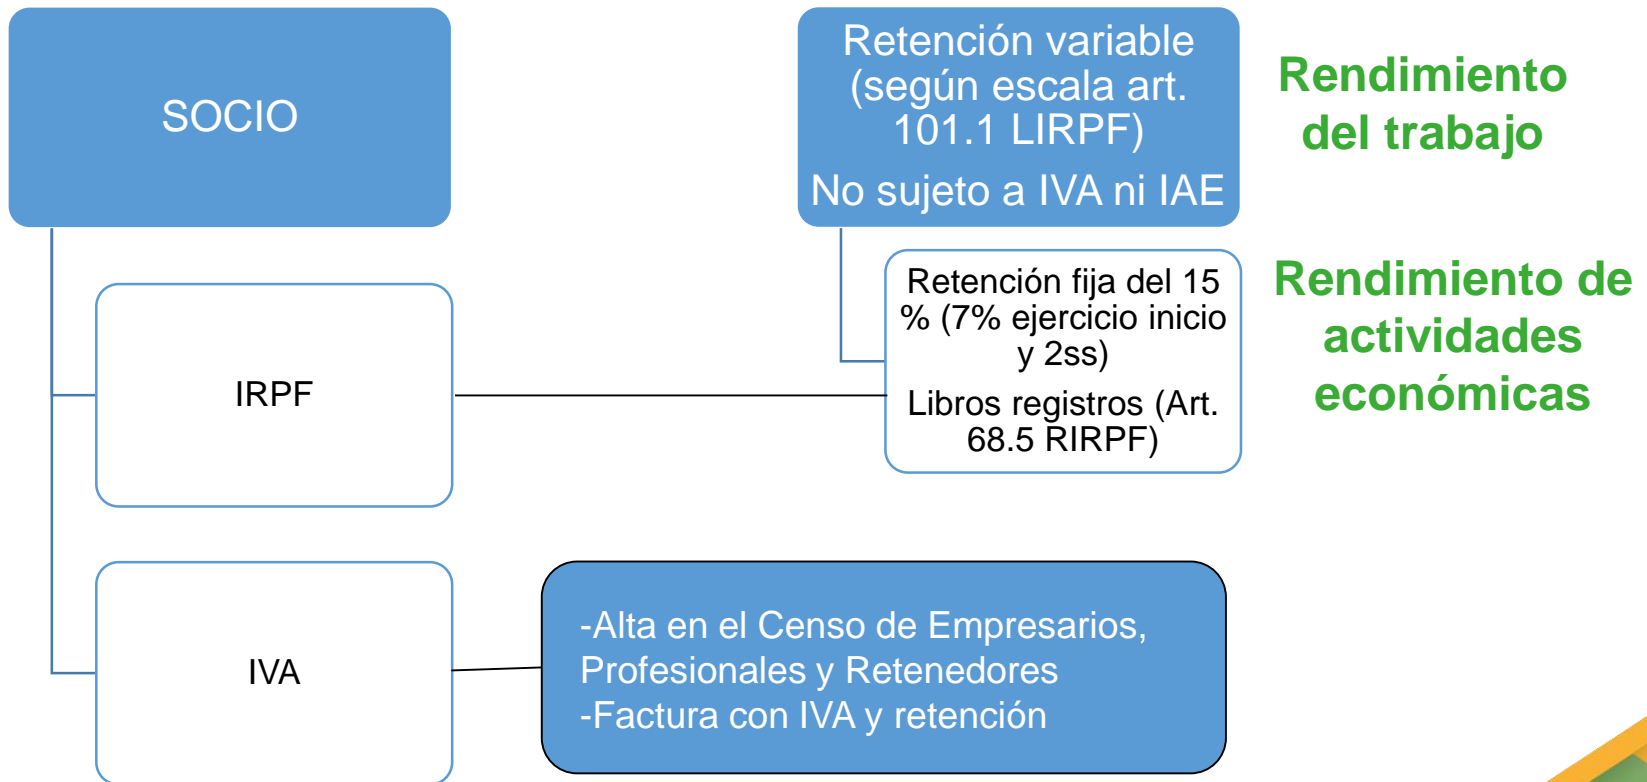 SOCIO
Retención variable
(según escala art.
101.1 LIRPF)
No sujeto a IVA ni IAE
Rendimiento
del trabajo
IRPF
Retención fija del 15
% (7% ejercicio inicio
y 2ss)
Libros registros (Art.
68.5 RIRPF)
Rendimiento de
actividades
económicas
IVA
-Alta en el Censo de Empresarios,
Profesionales y Retenedores
-Factura con IVA y retención